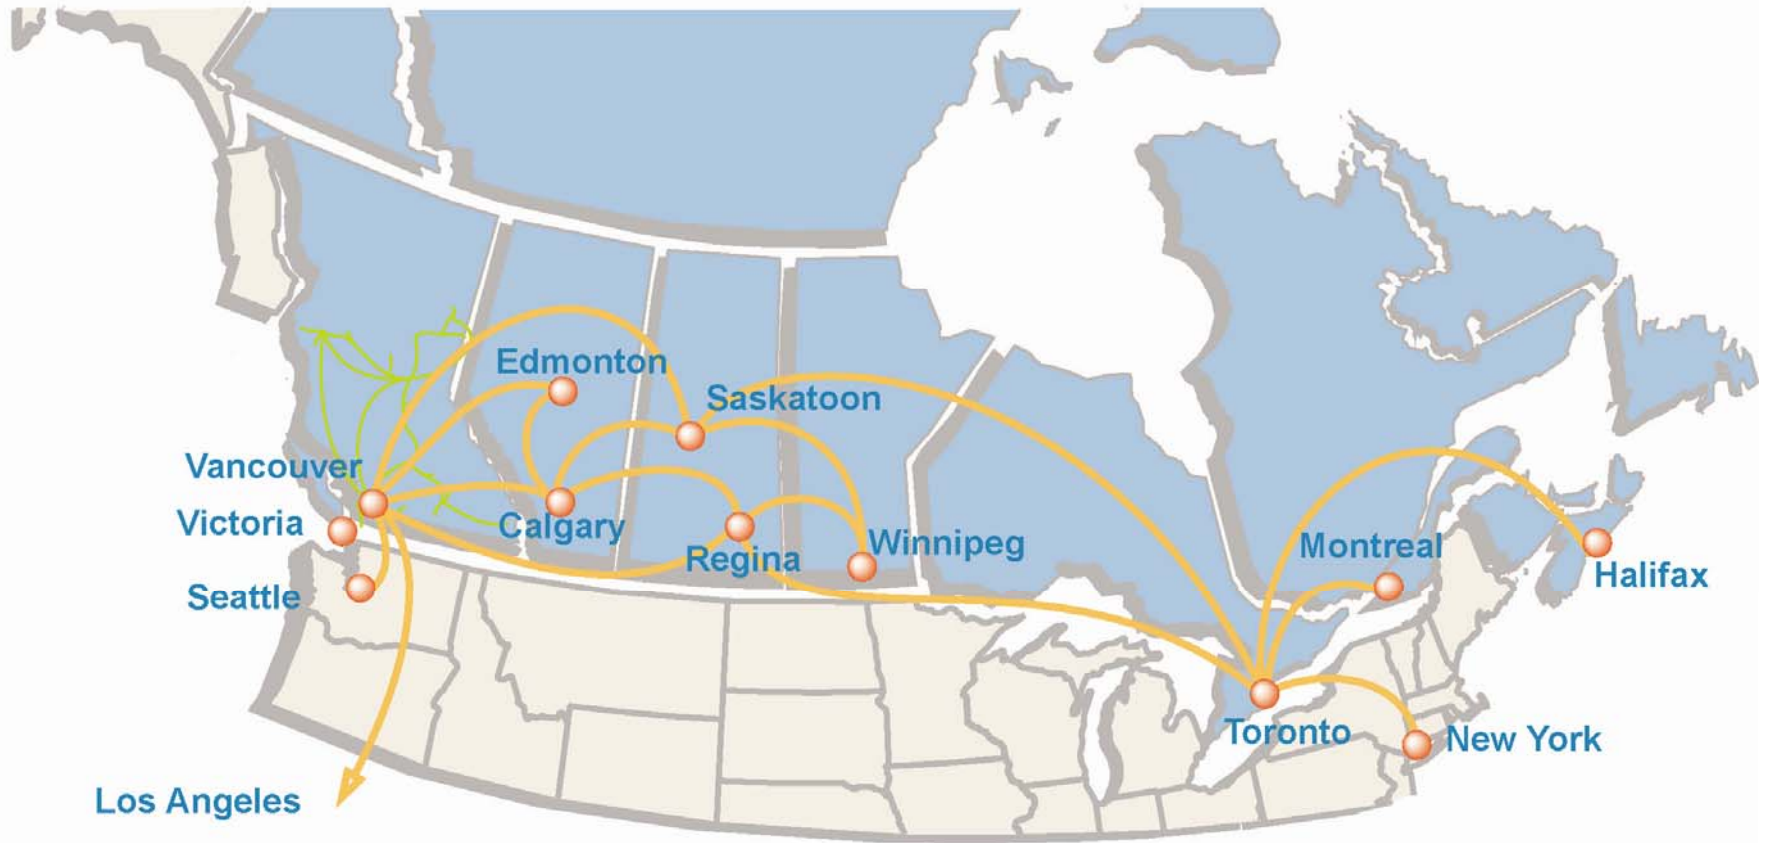 Edmonton
Saskatoon
Vancouver
Victoria
Calgary
Regina
Winnipeg
Montreal
Halifax
Seattle
Toronto
New York
Los Angeles